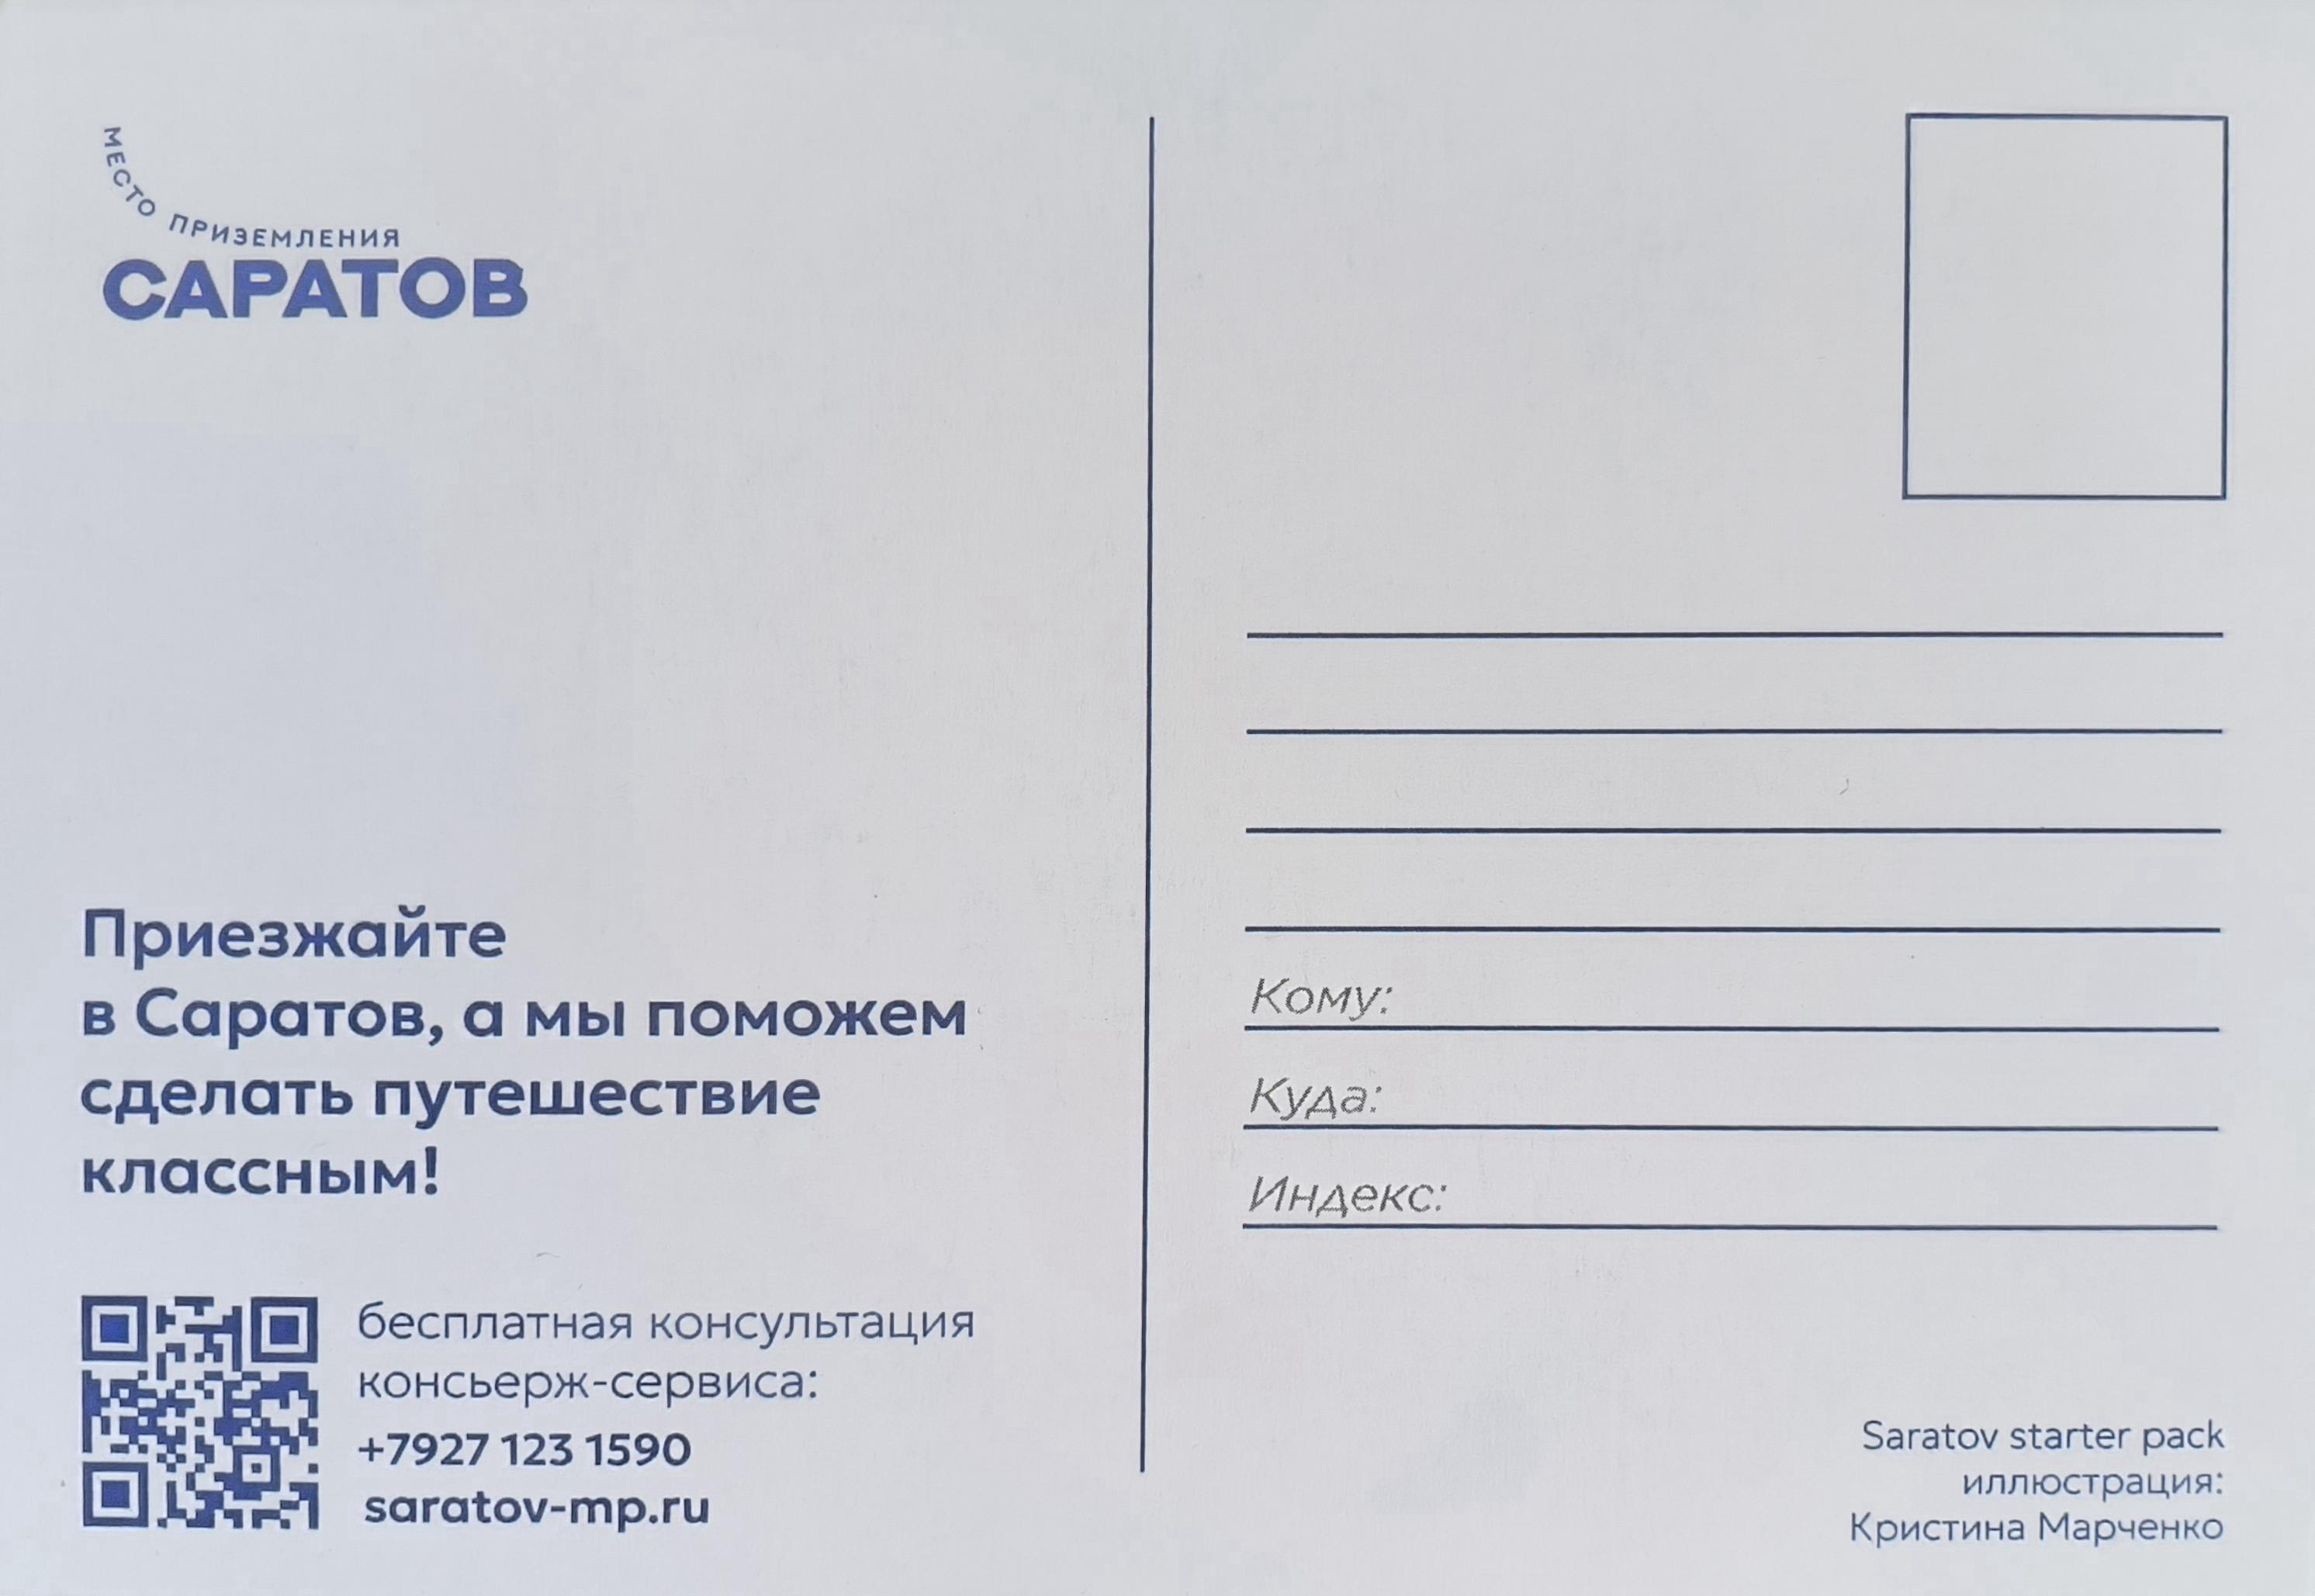 МЕСТО ПРИЗЕМЛЕНИЯ
САРАТОВ
Приезжайте
в Саратов, а мы поможем
сделать путешествие
классным!
бесплатная консультация
консьерж-сервиса:
+7927 123 1590
saratov-mp.ru
Кому:
Куда:
Индекс:
Saratov starter pack
иллюстрация:
Кристина Марченко